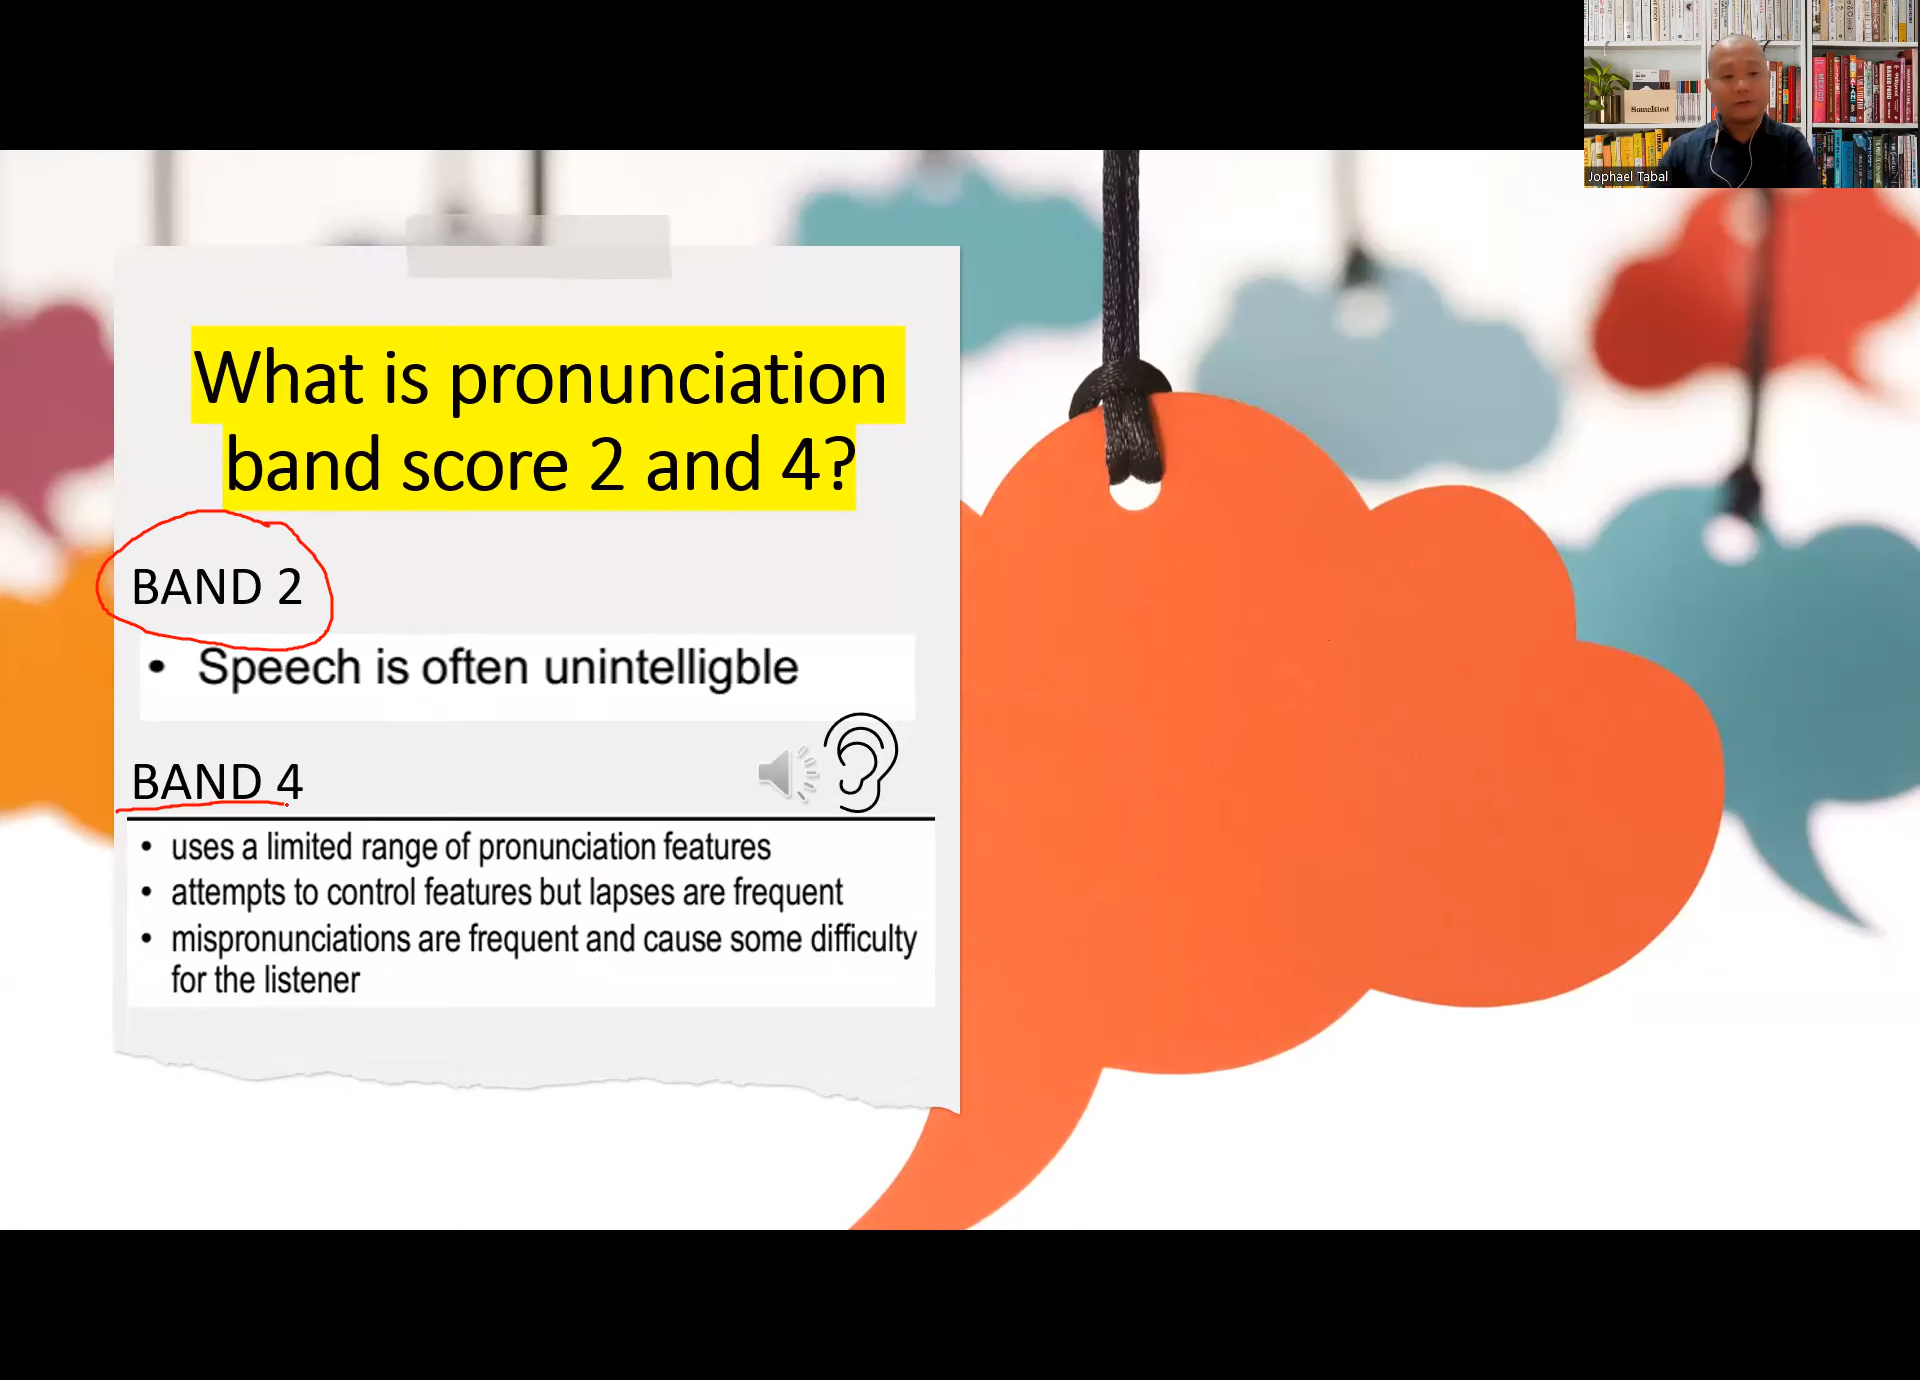 What is pronunciation
band score 2 and 4?
BAND 2
• Speech is often unintelligble
BAND 4
• uses a limited range of pronunciation features
• attempts to control features but lapses are frequent
• mispronunciations are frequent and cause some difficulty
for the listener
Jophael Tabal